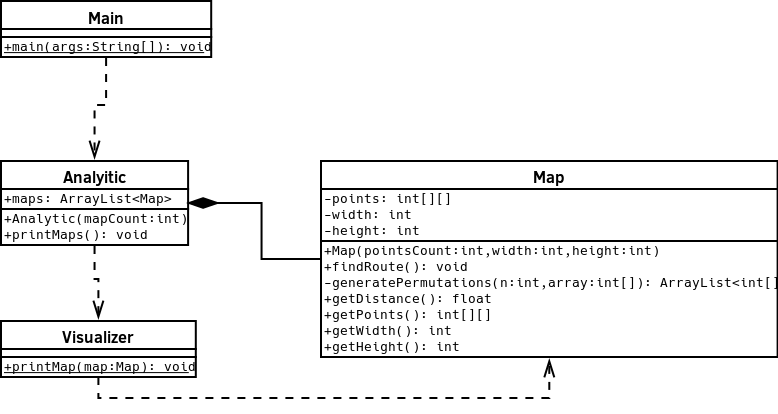 Main
+main(args:String[]): void
Analyitic
+maps: ArrayList<Map>
+Analytic(mapCount:int)
+printMaps(): void
Map
-points: int[][]
-width: int
-height: int
+Map(pointsCount:int,width:int,height:int)
+findRoute(): void
-generatePermutations(n:int,array:int[]): ArrayList<int[]
+getDistance(): float
+getPoints(): int[][]
+getWidth(): int
+getHeight(): int
Visualizer
+printMap(map:Map): void